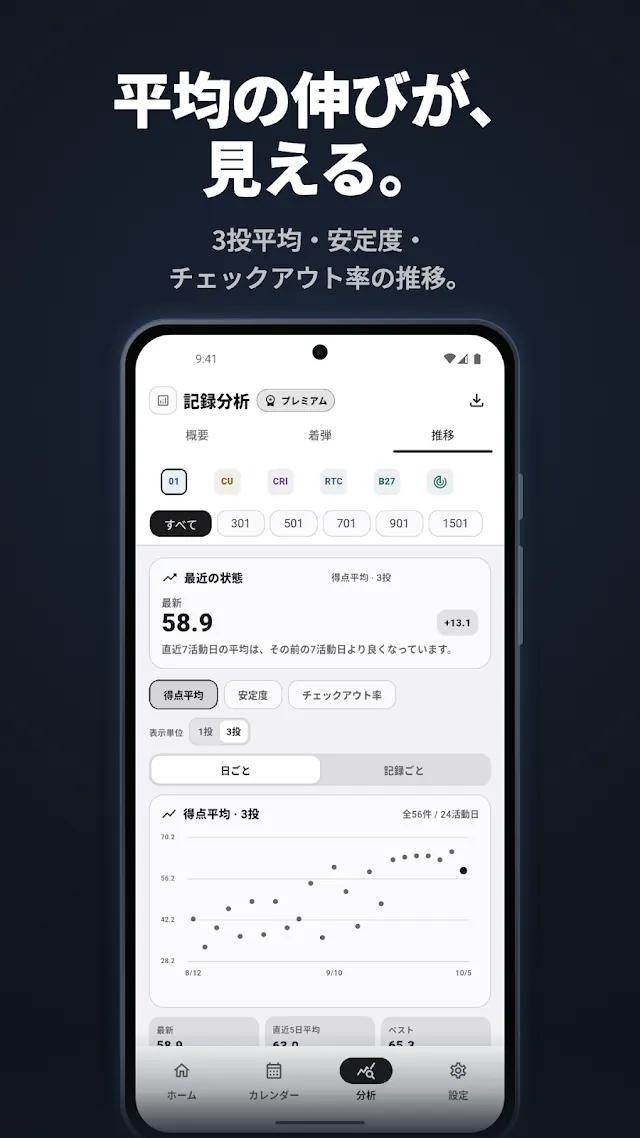 平均の伸びが、
見える。
3投平均・安定度・
チェックアウト率の推移。
9:41
記録分析 プレミアム
概要 着弾 推移
01 CU CRI RTC B27
すべて 301 501 701 901 1501
最近の状態 得点平均・3投
最新
58.9 +13.1
直近7活動日の平均は、その前の7活動日より良くなっています。
得点平均 安定度 チェックアウト率
表示単位 1投 3投
日ごと 記録ごと
得点平均・3投 全56件 / 24活動日
70.2
56.2
42.2
28.2
8/12 9/10 10/5
最新 直近5日平均 ベスト
58.9 63.0 65.3
ホーム カレンダー 分析 設定